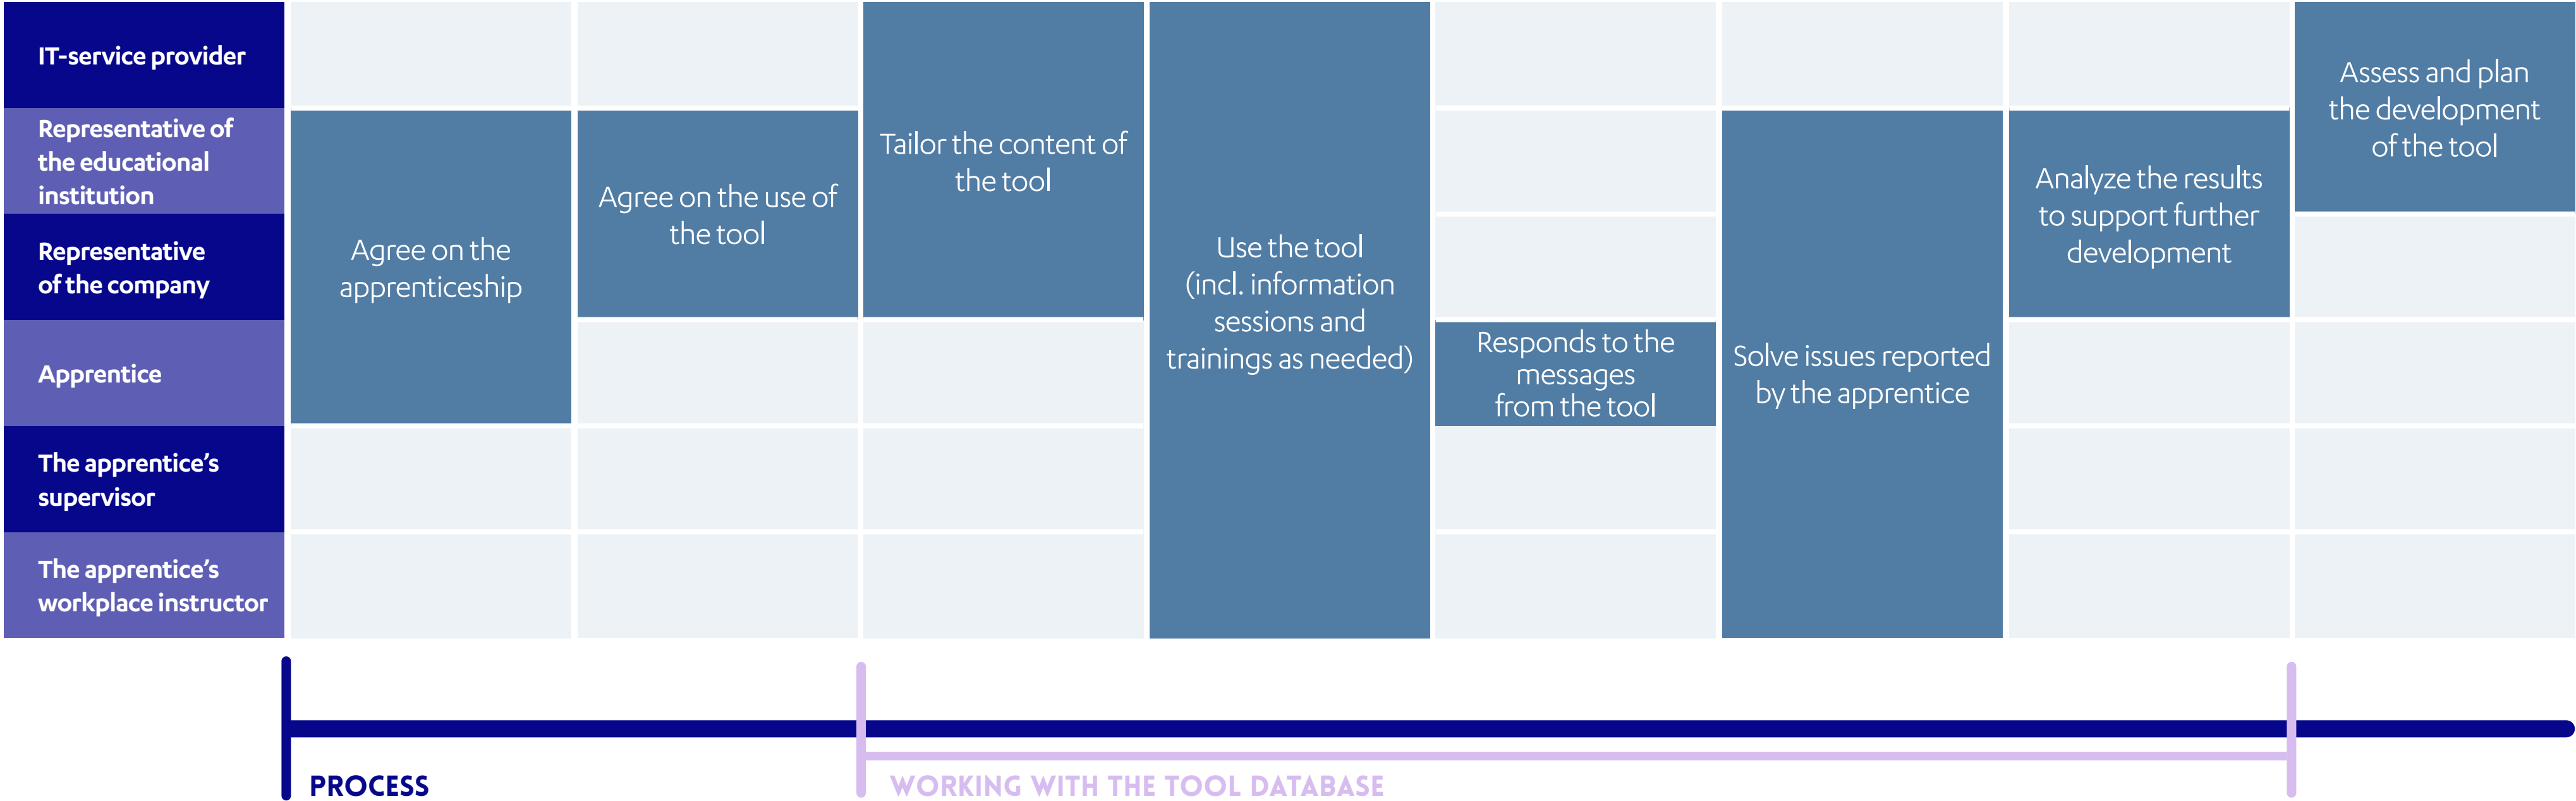 IT-service provider
Representative of
the educational
institution
Representative
of the company
Apprentice
The apprentice’s
supervisor
The apprentice’s
workplace instructor
Agree on the
apprenticeship
Agree on the use of
the tool
Tailor the content of
the tool
Use the tool
(incl. information
sessions and
trainings as needed)
Responds to the
messages
from the tool
Solve issues reported
by the apprentice
Analyze the results
to support further
development
Assess and plan
the development
of the tool
PROCESS
WORKING WITH THE TOOL DATABASE